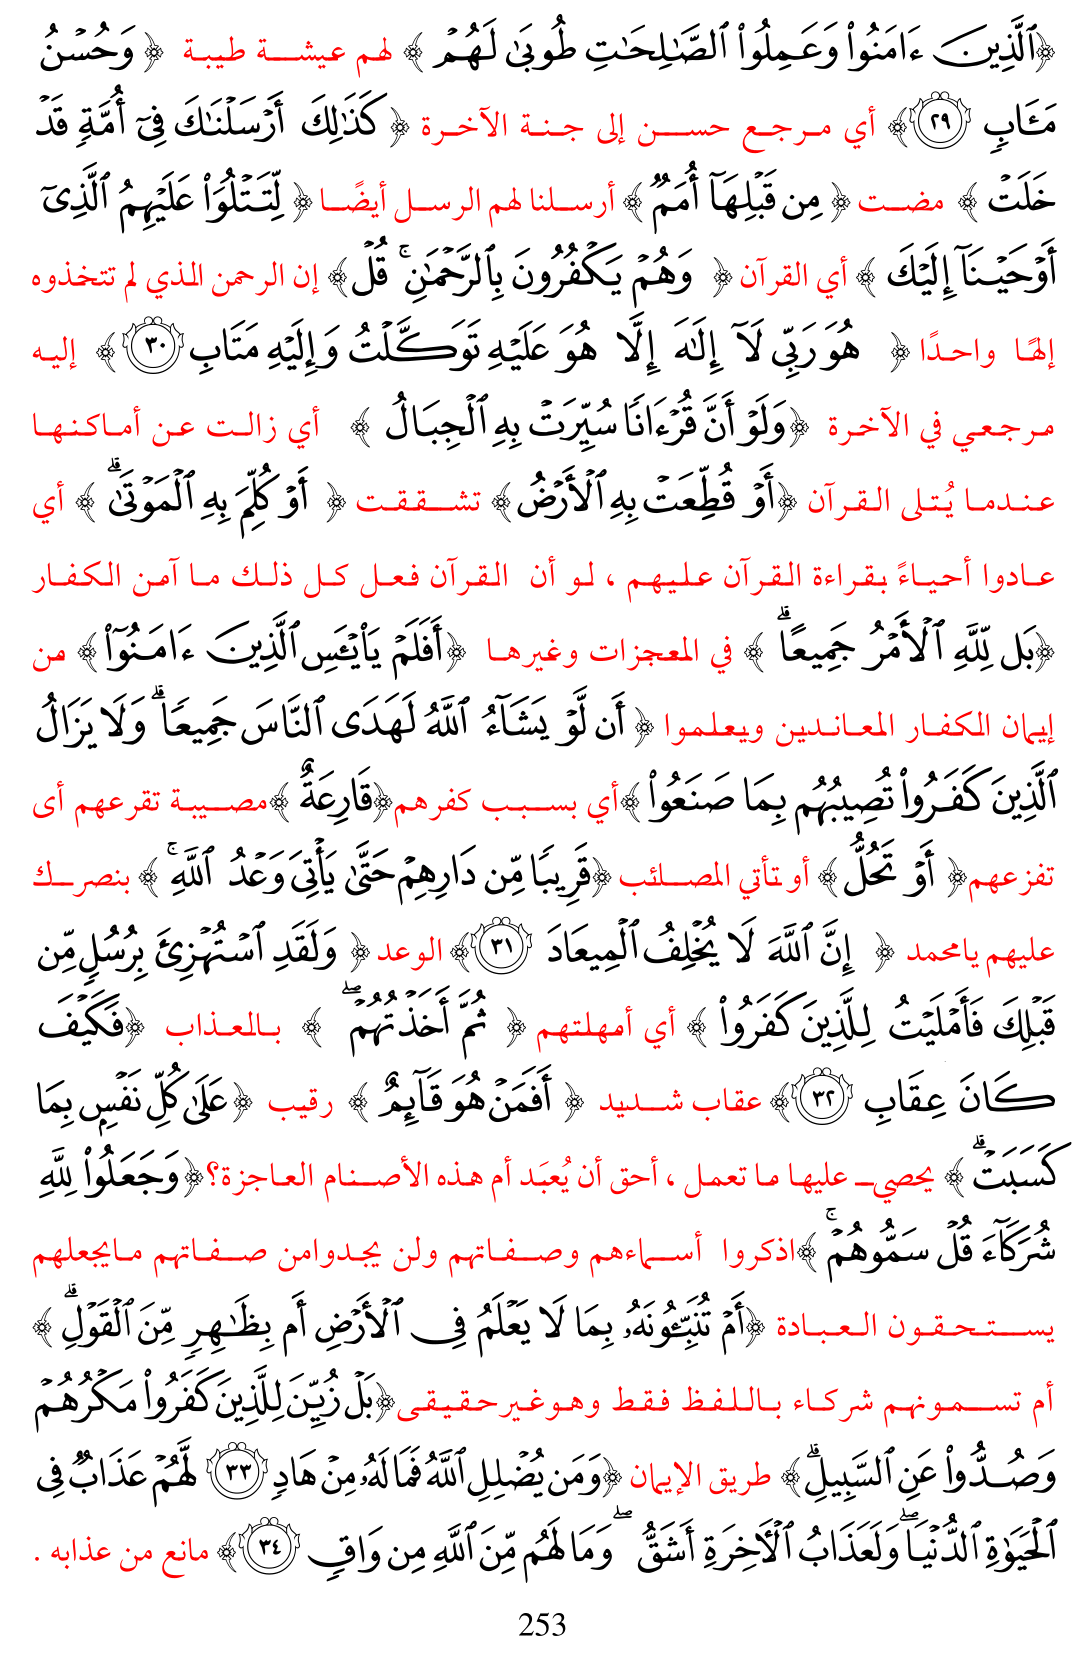 ﴿ٱلَّذِينَ ءَامَنُواْ وَعَمِلُواْ ٱلصَّٰلِحَٰتِ طُوبَىٰ لَهُمۡ ﴾ لهم عيشة طيبة ﴿ وَحُسۡنُ
مَـَٔابٖ ٢٩﴾ أي مرجع حسن إلى جنة الآخرة ﴿ كَذَٰلِكَ أَرۡسَلۡنَٰكَ فِيٓ أُمَّةٖ قَدۡ
خَلَتۡ ﴾ مضت ﴿ مِن قَبۡلِهَآ أُمَمٞ ﴾ أرسلنا لهم الرسل أيضًا ﴿ لِّتَتۡلُوَاْ عَلَيۡهِمُ ٱلَّذِيٓ
أَوۡحَيۡنَآ إِلَيۡكَ ﴾ أي القرآن ﴿ وَهُمۡ يَكۡفُرُونَ بِٱلرَّحۡمَٰنِۚ قُلۡ﴾ إن الرحمن الذي لم تتخذوه
إلهًا واحدًا ﴿ هُوَ رَبِّي لَآ إِلَٰهَ إِلَّا هُوَ عَلَيۡهِ تَوَكَّلۡتُ وَإِلَيۡهِ مَتَابِ ٣٠ ﴾ إليه
مرجعي في الآخرة ﴿وَلَوۡ أَنَّ قُرۡءَانٗا سُيِّرَتۡ بِهِ ٱلۡجِبَالُ ﴾ أي زالت عن أماكنها
عندما يُتلى القرآن ﴿أَوۡ قُطِّعَتۡ بِهِ ٱلۡأَرۡضُ﴾ تشققت ﴿ أَوۡ كُلِّمَ بِهِ ٱلۡمَوۡتَىٰۗ ﴾ أي
عادوا أحياءً بقراءة القرآن عليهم ، لو أن القرآن فعل كل ذلك ما آمن الكفار
﴿بَل لِّلَّهِ ٱلۡأَمۡرُ جَمِيعًاۗ ﴾ في المعجزات وغيرها ﴿أَفَلَمۡ يَاْيۡـَٔسِ ٱلَّذِينَ ءَامَنُوٓاْ﴾ من
إيمان الكفار المعاندين ويعلموا ﴿ أَن لَّوۡ يَشَآءُ ٱللَّهُ لَهَدَى ٱلنَّاسَ جَمِيعٗاۗ وَلَا يَزَالُ
ٱلَّذِينَ كَفَرُواْ تُصِيبُهُم بِمَا صَنَعُواْ ﴾أي بسبب كفرهم﴿قَارِعَةٌ ﴾مصيبة تقرعهم أى
تفزعهم﴿ أَوۡ تَحُلُّ﴾ أو تأتي المصائب ﴿قَرِيبٗا مِّن دَارِهِمۡ حَتَّىٰ يَأۡتِيَ وَعۡدُ ٱللَّهِۚ ﴾ بنصرك
عليهم يامحمد ﴿ إِنَّ ٱللَّهَ لَا يُخۡلِفُ ٱلۡمِيعَادَ ٣١﴾ الوعد ﴿ وَلَقَدِ ٱسۡتُهۡزِئَ بِرُسُلٖ مِّن
قَبۡلِكَ فَأَمۡلَيۡتُ لِلَّذِينَ كَفَرُواْ ﴾ أي أمهلتهم ﴿ ثُمَّ أَخَذۡتُهُمۡۖ ﴾ بالعذاب ﴿فَكَيۡفَ
كَانَ عِقَابِ ٣٢﴾ عقاب شديد ﴿ أَفَمَنۡ هُوَ قَآئِمٌ ﴾ رقيب ﴿ عَلَىٰ كُلِّ نَفۡسِۭ بِمَا
كَسَبَتۡۗ ﴾ يحصي عليها ما تعمل ، أحق أن يُعبَد أم هذه الأصنام العاجزة؟﴿وَجَعَلُواْ لِلَّهِ
شُرَكَآءَ قُلۡ سَمُّوهُمۡۚ ﴾اذكروا أسماءهم وصفاتهم ولن يجدوامن صفاتهم مايجعلهم
يستحقون العبادة ﴿أَمۡ تُنَبِّـُٔونَهُۥ بِمَا لَا يَعۡلَمُ فِي ٱلۡأَرۡضِ أَم بِظَٰهِرٖ مِّنَ ٱلۡقَوۡلِۗ ﴾
أم تسمونهم شركاء باللفظ فقط وهوغيرحقيقى﴿بَلۡ زُيِّنَ لِلَّذِينَ كَفَرُواْ مَكۡرُهُمۡ
وَصُدُّواْ عَنِ ٱلسَّبِيلِۗ ﴾ طريق الإيمان ﴿وَمَن يُضۡلِلِ ٱللَّهُ فَمَا لَهُۥ مِنۡ هَادٖ ٣٣ لَّهُمۡ عَذَابٞ فِي
ٱلۡحَيَوٰةِ ٱلدُّنۡيَاۖ وَلَعَذَابُ ٱلۡأٓخِرَةِ أَشَقُّۖ وَمَا لَهُم مِّنَ ٱللَّهِ مِن وَاقٖ ٣٤﴾ مانع من عذابه .
253